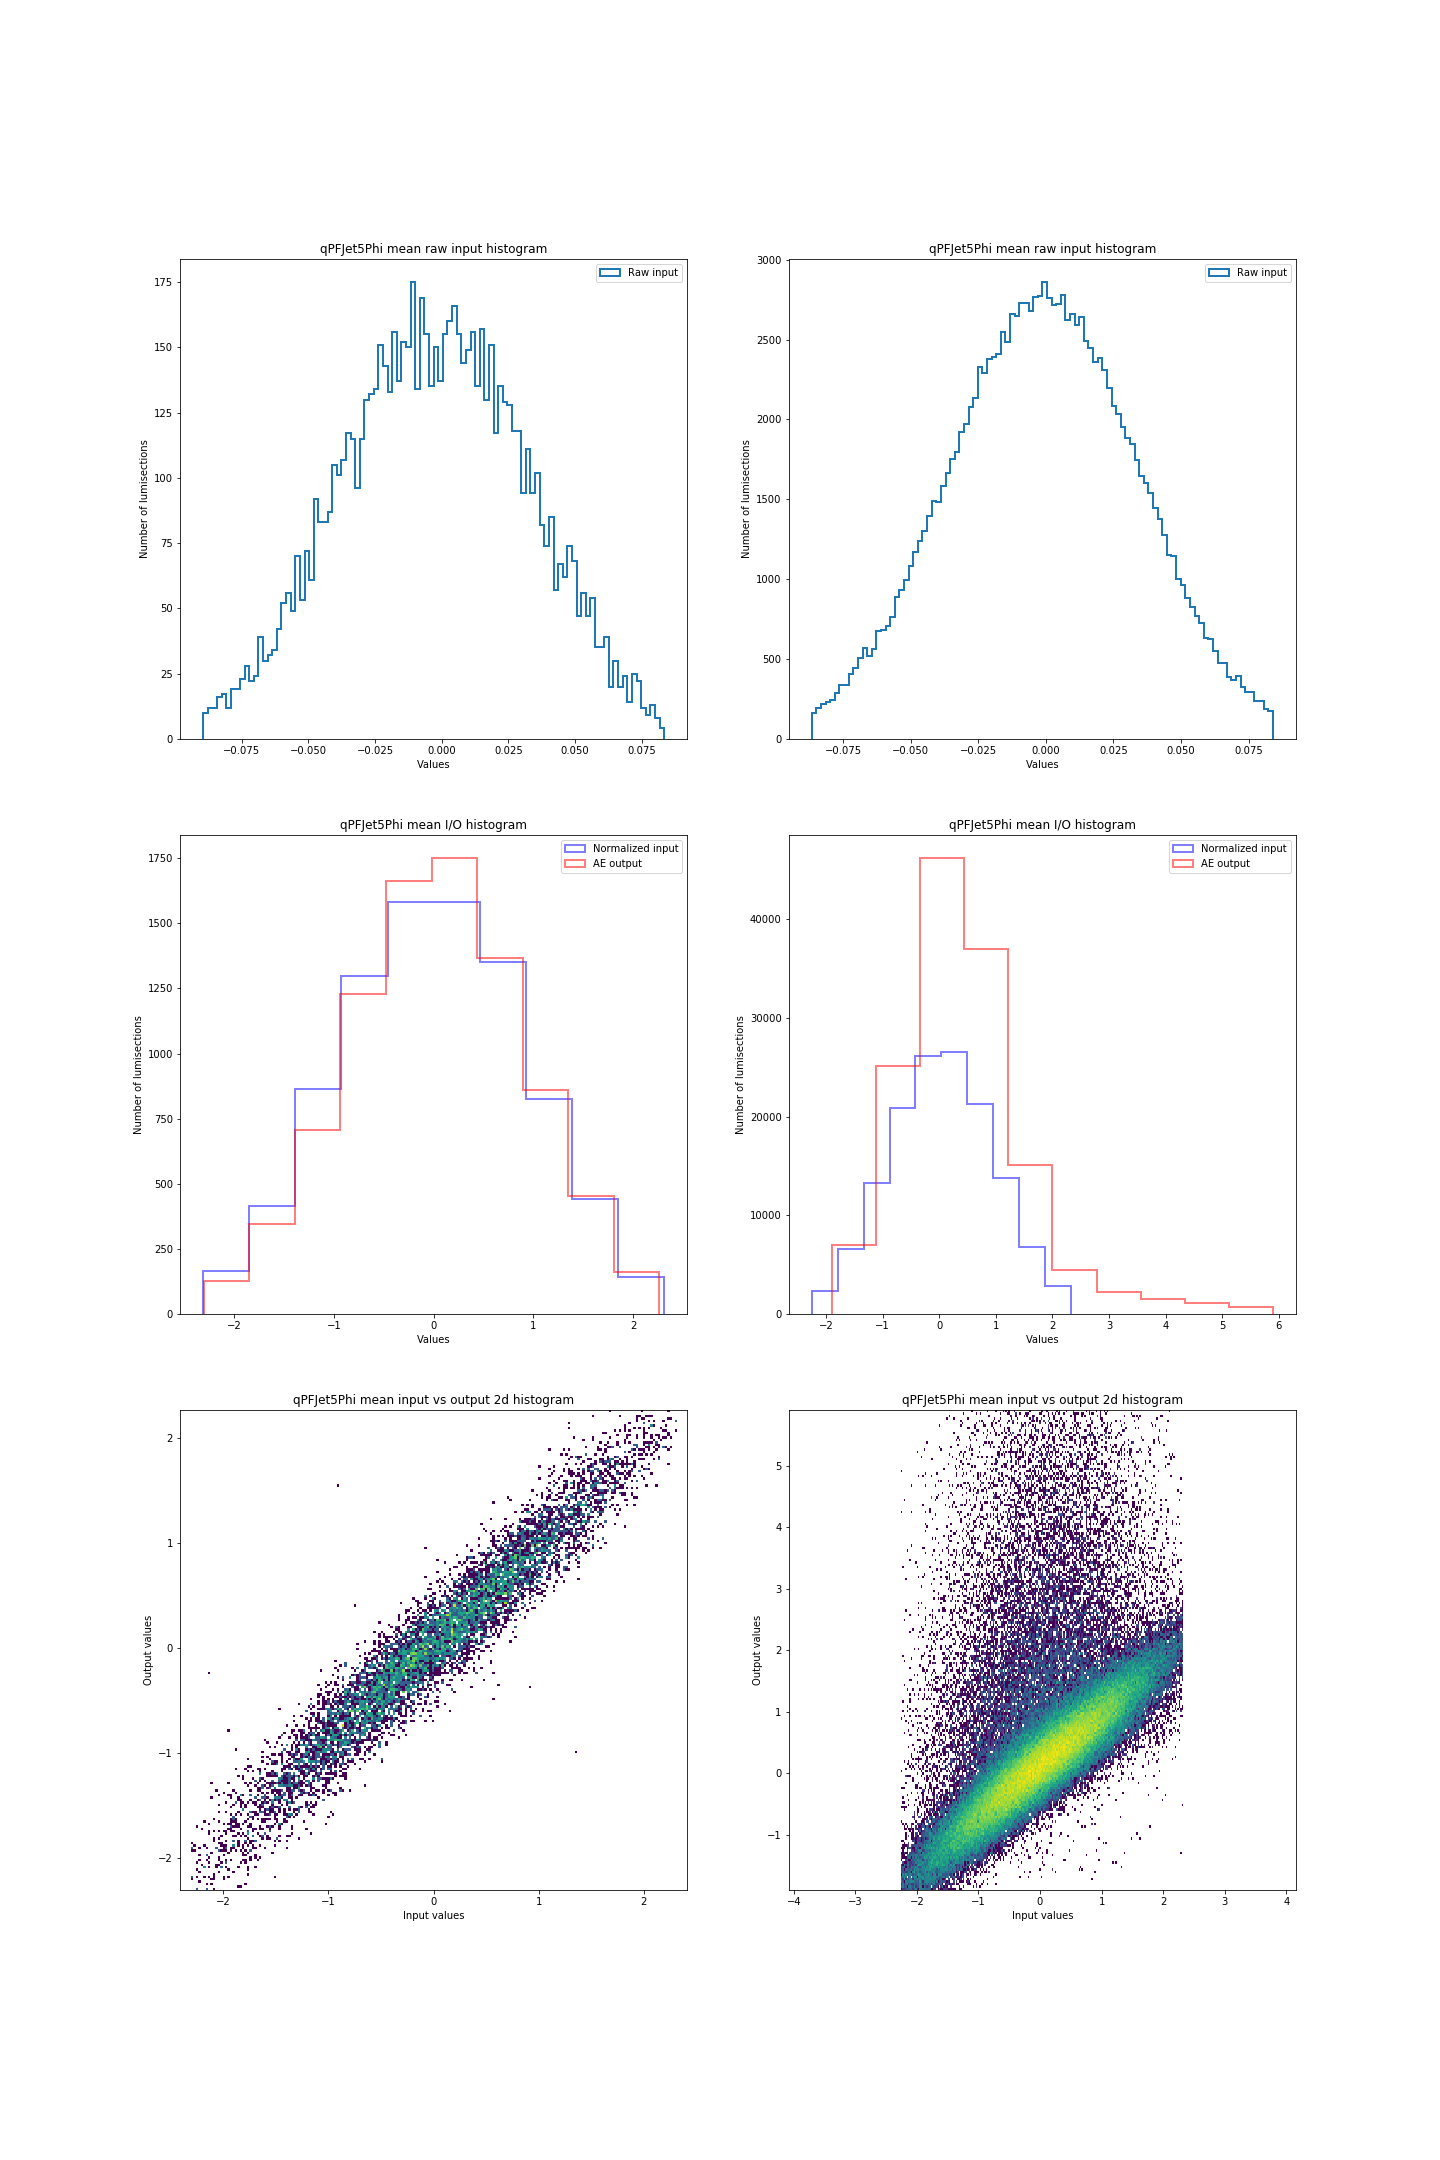 qPFJet5Phi mean raw input histogram
Raw input
175
150
125
100
75
50
25
0
Number of lumisections
−0.075 −0.050 −0.025 0.000 0.025 0.050 0.075
Values
qPFJet5Phi mean raw input histogram
Raw input
3000
2500
2000
1500
1000
500
0
Number of lumisections
−0.075 −0.050 −0.025 0.000 0.025 0.050 0.075
Values
qPFJet5Phi mean I/O histogram
Normalized input
AE output
1750
1500
1250
1000
750
500
250
0
Number of lumisections
−2 −1 0 1 2
Values
qPFJet5Phi mean I/O histogram
Normalized input
AE output
40000
30000
20000
10000
0
Number of lumisections
−2 −1 0 1 2 3 4 5 6
Values
qPFJet5Phi mean input vs output 2d histogram
2
1
0
−1
−2
Output values
−2 −1 0 1 2
Input values
qPFJet5Phi mean input vs output 2d histogram
5
4
3
2
1
0
−1
Output values
−4 −3 −2 −1 0 1 2 3 4
Input values